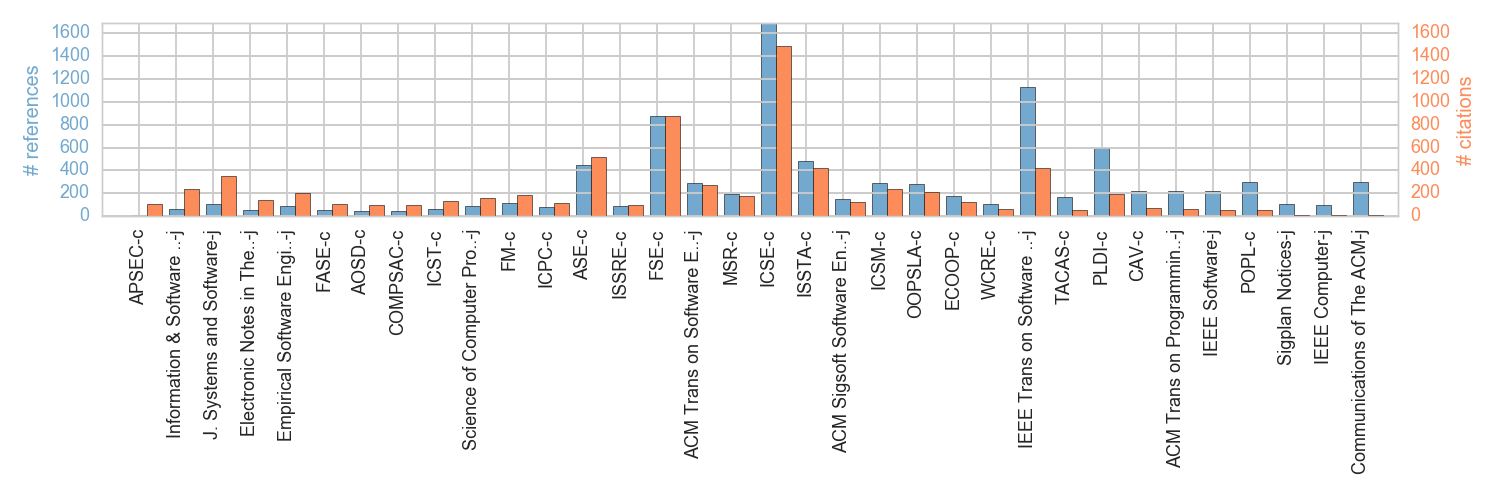 1600
1400
1200
1000
800
600
400
200
0
# references
1600
1400
1200
1000
800
600
400
200
0
# citations
APSEC-c
Information & Software ..-j
J. Systems and Software-j
Electronic Notes in The..-j
Empirical Software Engi..-j
FASE-c
AOSD-c
COMPSAC-c
ICST-c
Science of Computer Pro..-j
FM-c
ICPC-c
ASE-c
ISSRE-c
FSE-c
ACM Trans on Software E..-j
MSR-c
ICSE-c
ISSTA-c
ACM Sigsoft Software En..-j
ICSM-c
OOPSLA-c
ECOOP-c
WCRE-c
IEEE Trans on Software ..-j
TACAS-c
PLDI-c
CAV-c
ACM Trans on Programmin..-j
IEEE Software-j
POPL-c
Sigplan Notices-j
IEEE Computer-j
Communications of The ACM-j